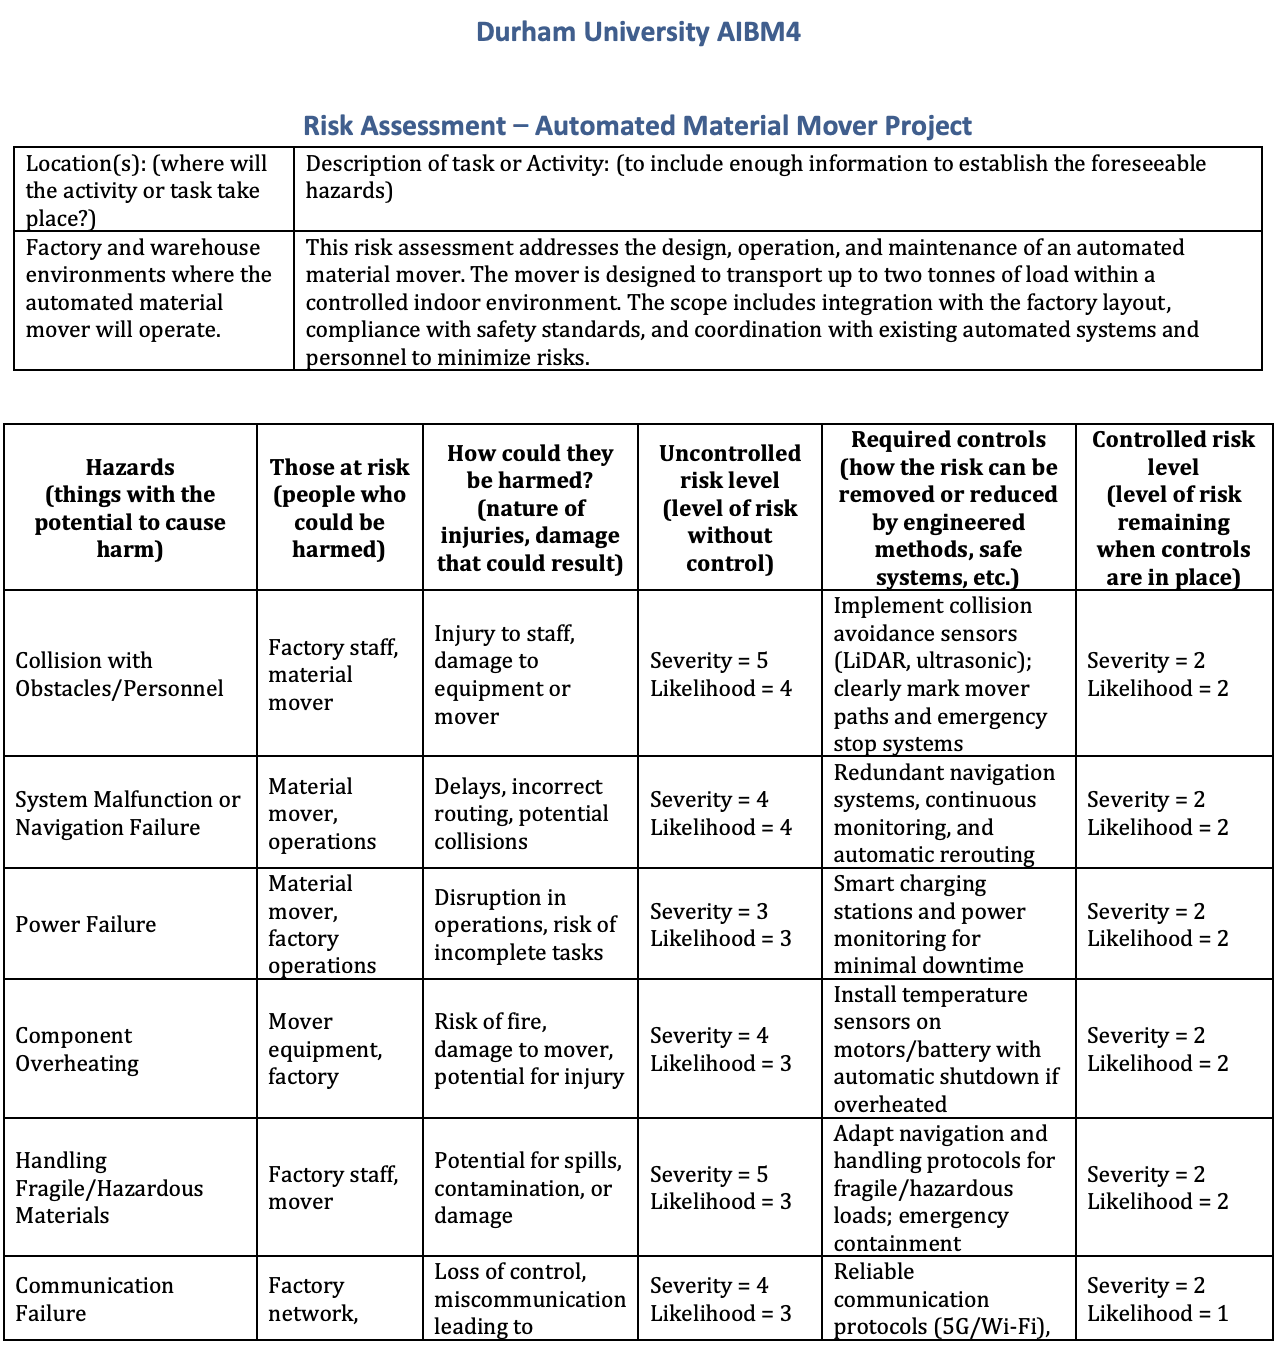 Durham University AIBM4
Risk Assessment – Automated Material Mover Project
Location(s): (where will
the activity or task take
place?)
Description of task or Activity: (to include enough information to establish the foreseeable
hazards)
Factory and warehouse
environments where the
automated material
mover will operate.
This risk assessment addresses the design, operation, and maintenance of an automated
material mover. The mover is designed to transport up to two tonnes of load within a
controlled indoor environment. The scope includes integration with the factory layout,
compliance with safety standards, and coordination with existing automated systems and
personnel to minimize risks.
Hazards
(things with the
potential to cause
harm)
Those at risk
(people who
could be
harmed)
How could they
be harmed?
(nature of
injuries, damage
that could result)
Uncontrolled
risk level
(level of risk
without
control)
Required controls
(how the risk can be
removed or reduced
by engineered
methods, safe
systems, etc.)
Controlled risk
level
(level of risk
remaining
when controls
are in place)
Collision with
Obstacles/Personnel
Factory staff,
material
mover
Injury to staff,
damage to
equipment or
mover
Severity = 5
Likelihood = 4
Implement collision
avoidance sensors
(LiDAR, ultrasonic);
clearly mark mover
paths and emergency
stop systems
Severity = 2
Likelihood = 2
System Malfunction or
Navigation Failure
Material
mover,
operations
Delays, incorrect
routing, potential
collisions
Severity = 4
Likelihood = 4
Redundant navigation
systems, continuous
monitoring, and
automatic rerouting
Severity = 2
Likelihood = 2
Power Failure
Material
mover,
factory
operations
Disruption in
operations, risk of
incomplete tasks
Severity = 3
Likelihood = 3
Smart charging
stations and power
monitoring for
minimal downtime
Severity = 2
Likelihood = 2
Component
Overheating
Mover
equipment,
factory
Risk of fire,
damage to mover,
potential for injury
Severity = 4
Likelihood = 3
Install temperature
sensors on
motors/battery with
automatic shutdown if
overheated
Severity = 2
Likelihood = 2
Handling
Fragile/Hazardous
Materials
Factory staff,
mover
Potential for spills,
contamination, or
damage
Severity = 5
Likelihood = 3
Adapt navigation and
handling protocols for
fragile/hazardous
loads; emergency
containment
Severity = 2
Likelihood = 2
Communication
Failure
Factory
network,
Loss of control,
miscommunication
leading to
Severity = 4
Likelihood = 3
Reliable
communication
protocols (5G/Wi-Fi),
Severity = 2
Likelihood = 1